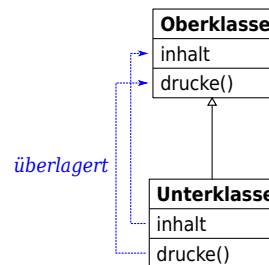 Oberklasse
inhalt
drucke()
überlagert
Unterklasse
inhalt
drucke()